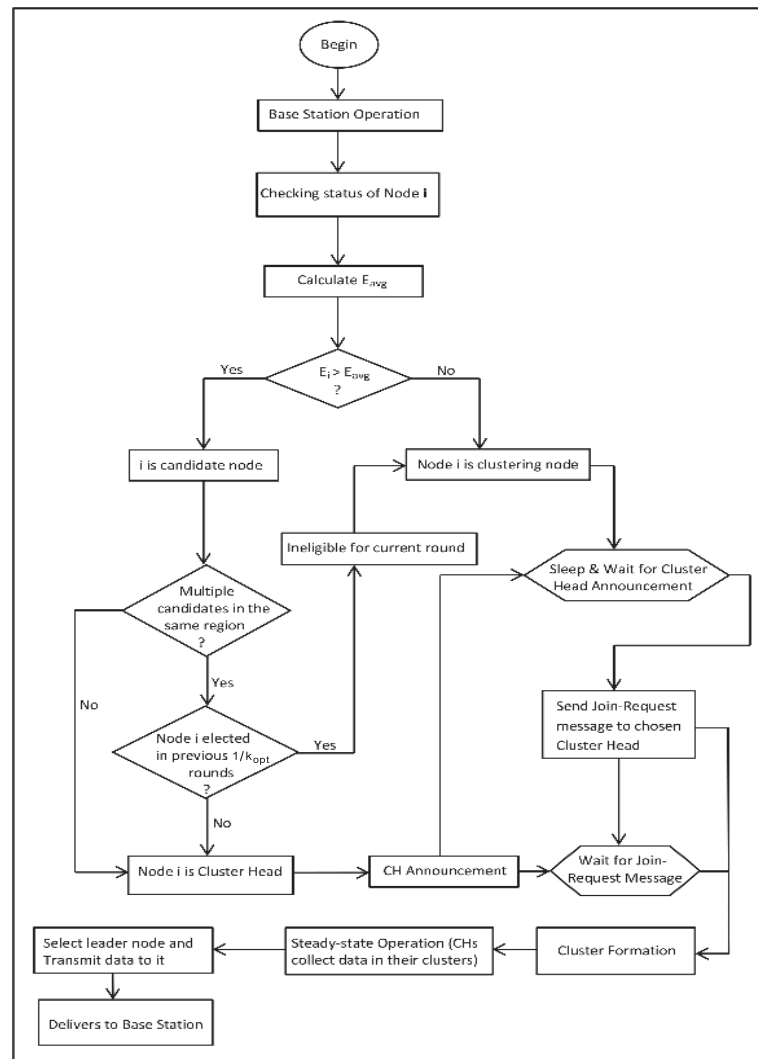 Begin
Base Station Operation
Checking status of Node i
Calculate Eavg
Yes
Ei > Eavg
?
No
i is candidate node
Node i is clustering node
Ineligible for current round
Sleep & Wait for Cluster
Head Announcement
Multiple
candidates in the
same region
?
No
Yes
Send Join-Request
message to chosen
Cluster Head
Node i elected
in previous 1/kopt
rounds
?
Yes
No
Node i is Cluster Head
CH Announcement
Wait for Join-
Request Message
Select leader node and
Transmit data to it
Steady-state Operation (CHs
collect data in their clusters)
Cluster Formation
Delivers to Base Station